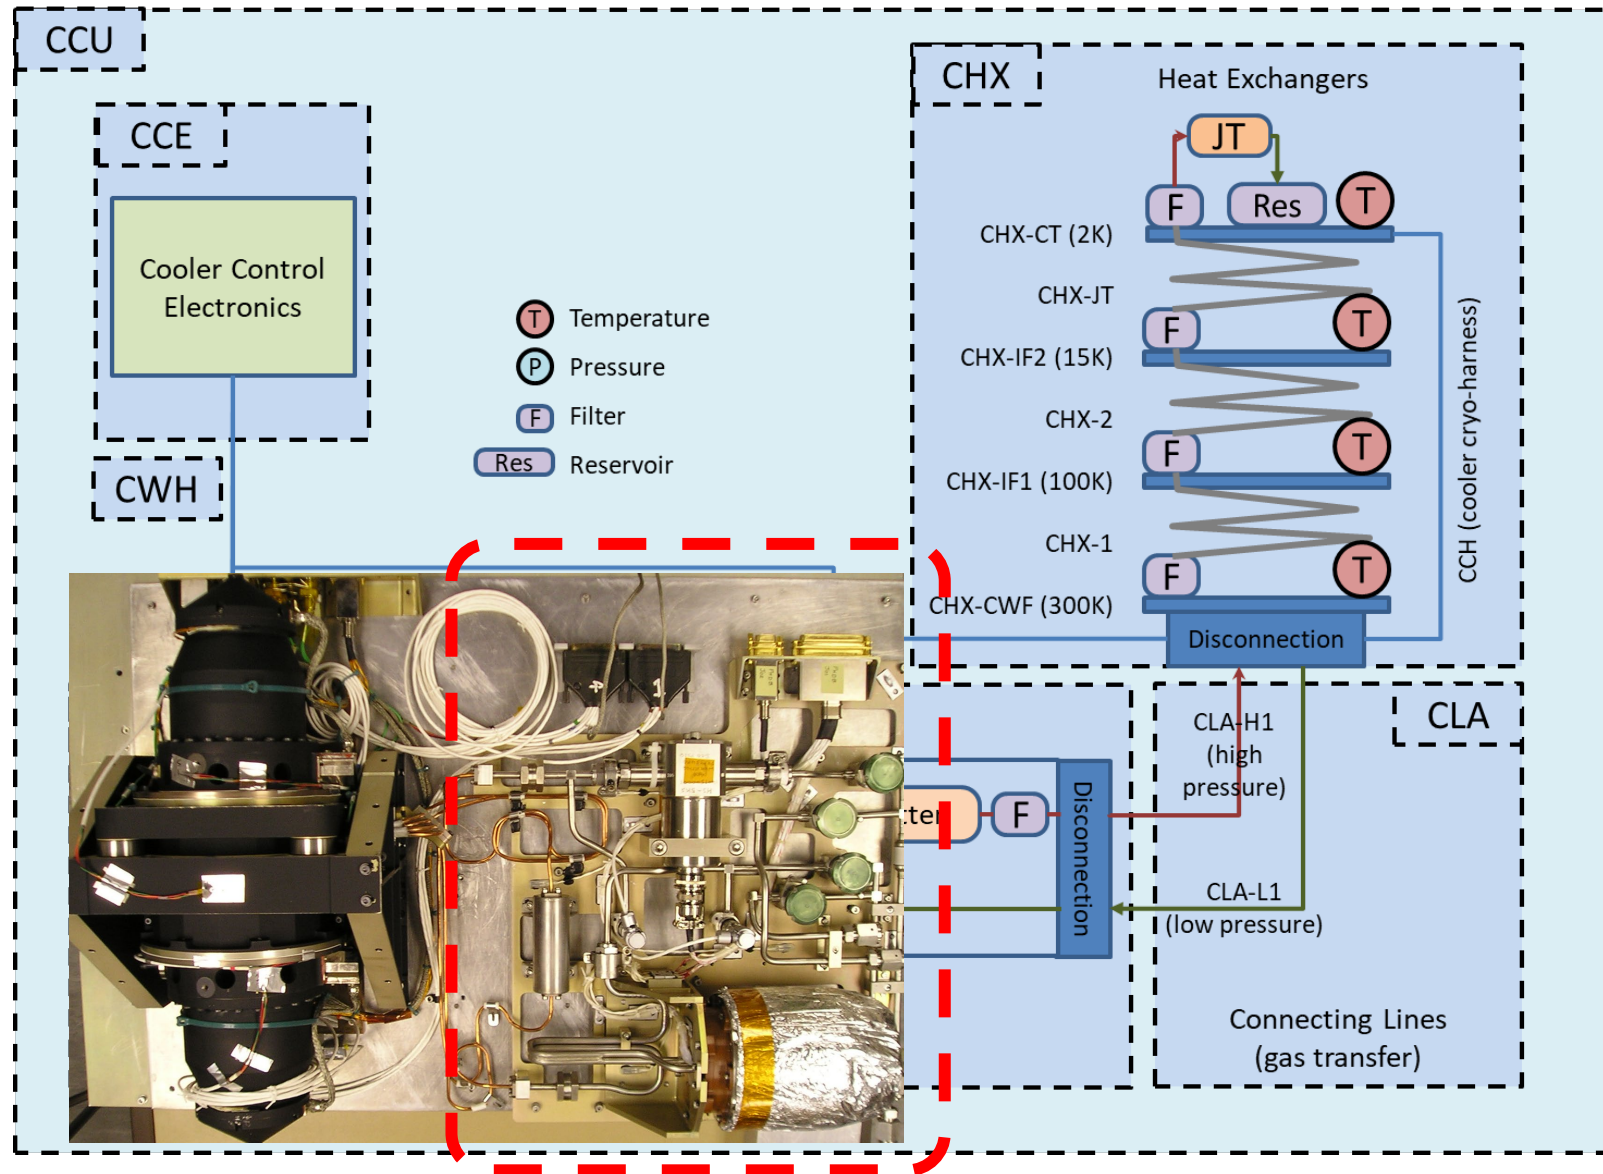 CCU
CCE
Cooler Control
Electronics
CWH
T Temperature
P Pressure
F Filter
Res Reservoir
CHX
Heat Exchangers
JT
F
Res
T
CHX-CT (2K)
CHX-JT
F
T
CHX-IF2 (15K)
CHX-2
F
T
CHX-IF1 (100K)
CHX-1
F
T
CHX-CWF (300K)
Disconnection
CCH (cooler cryo-harness)
F
Disconnection
CLA
CLA-H1
(high
pressure)
CLA-L1
(low pressure)
Connecting Lines
(gas transfer)